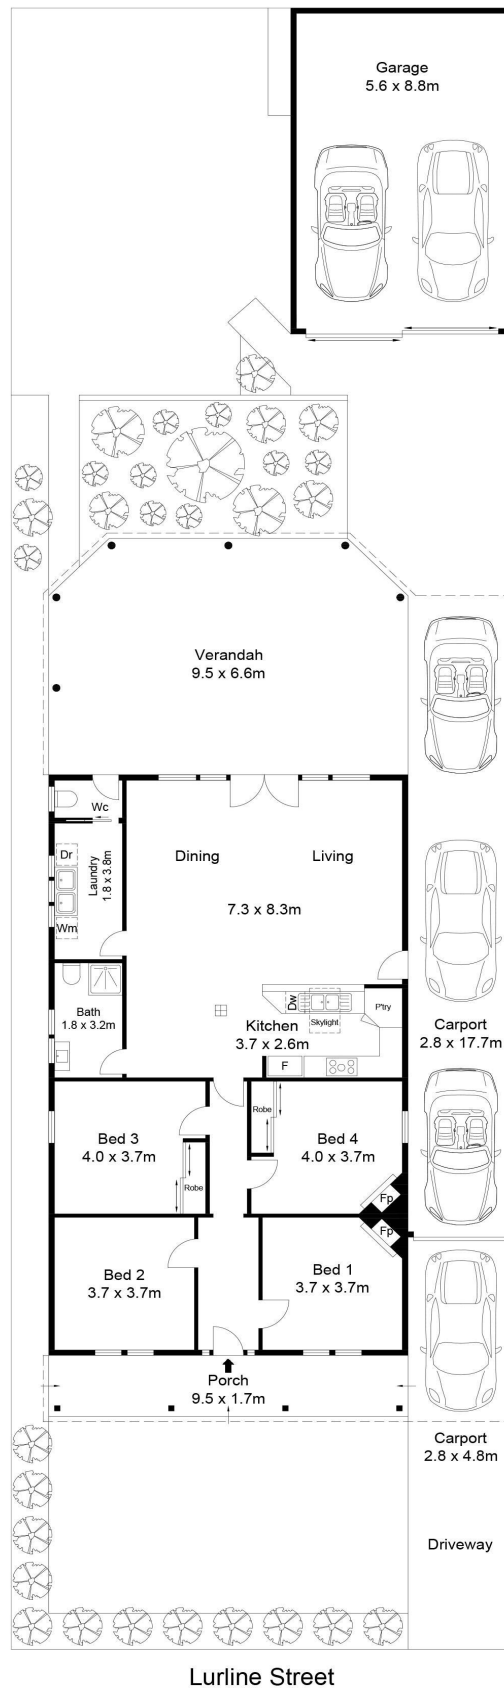 Garage
5.6 x 8.8m
Verandah
9.5 x 6.6m
Wc
Dr
Laundry
1.8 x 3.8m
Wm
Dining
Living
7.3 x 8.3m
Bath
1.8 x 3.2m
Dw
Skylight
P'try
Kitchen
3.7 x 2.6m
F
Carport
2.8 x 17.7m
Bed 3
4.0 x 3.7m
Robe
Robe
Bed 4
4.0 x 3.7m
Fp
Fp
Bed 2
3.7 x 3.7m
Bed 1
3.7 x 3.7m
Porch
9.5 x 1.7m
Carport
2.8 x 4.8m
Driveway
Lurline Street